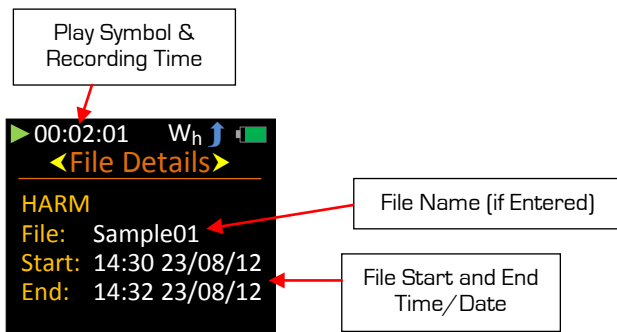 Play Symbol &
Recording Time
00:02:01 Wh
File Details
HARM
File: Sample01
Start: 14:30 23/08/12
End: 14:32 23/08/12
File Name (if Entered)
File Start and End
Time/Date